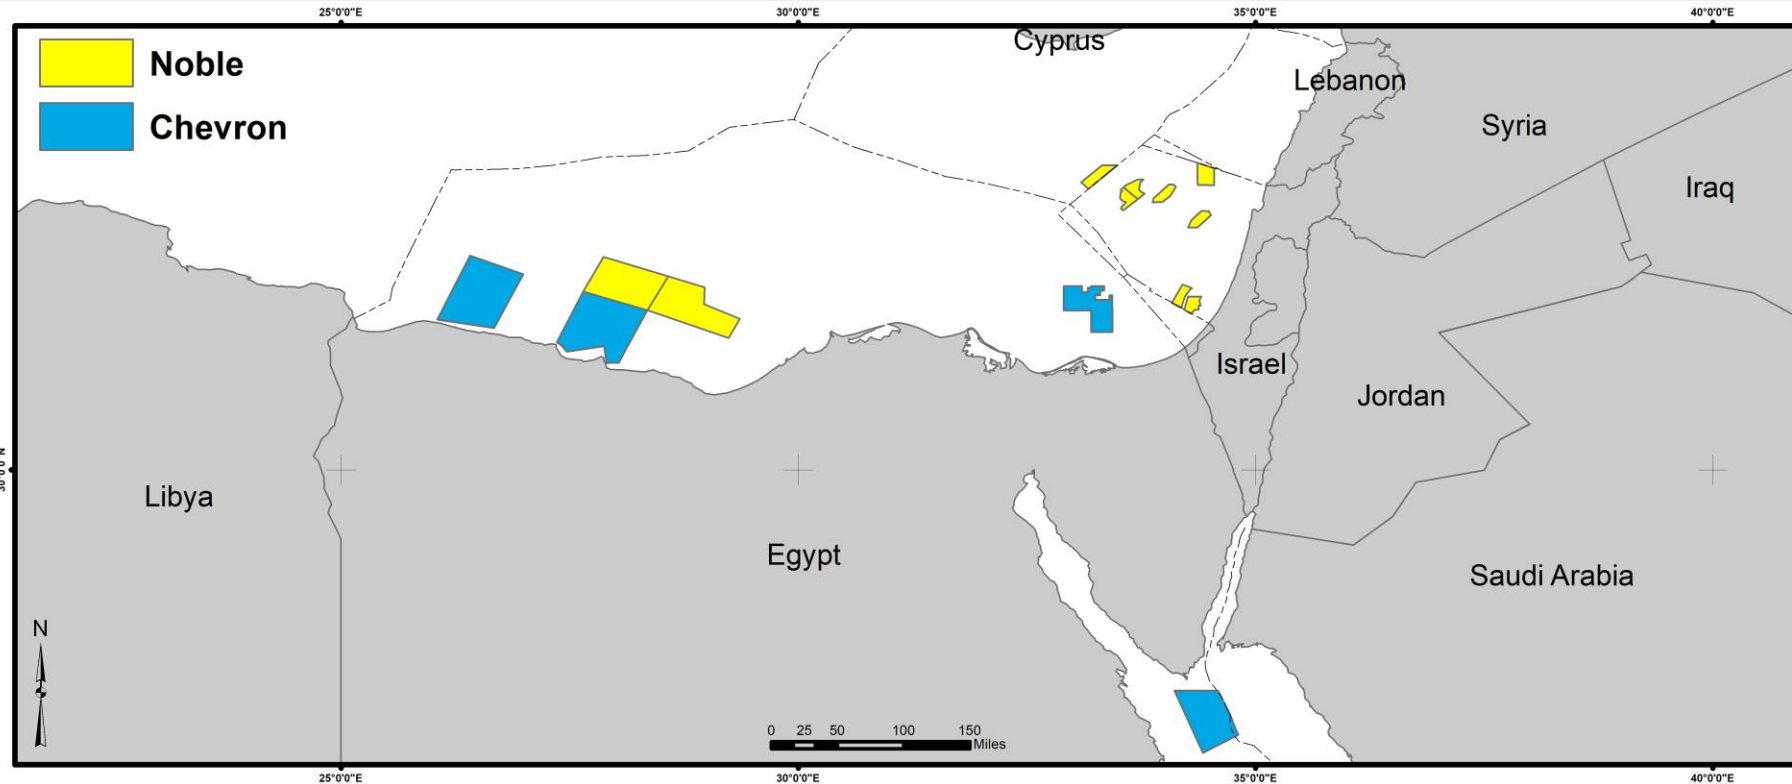 25°0'0"E 30°0'0"E 35°0'0"E 40°0'0"E
Noble
Chevron
Cyprus
Lebanon
Syria
Iraq
Israel
Jordan
Libya
Egypt
Saudi Arabia
N
0 25 50 100 150
Miles
25°0'0"E 30°0'0"E 35°0'0"E 40°0'0"E